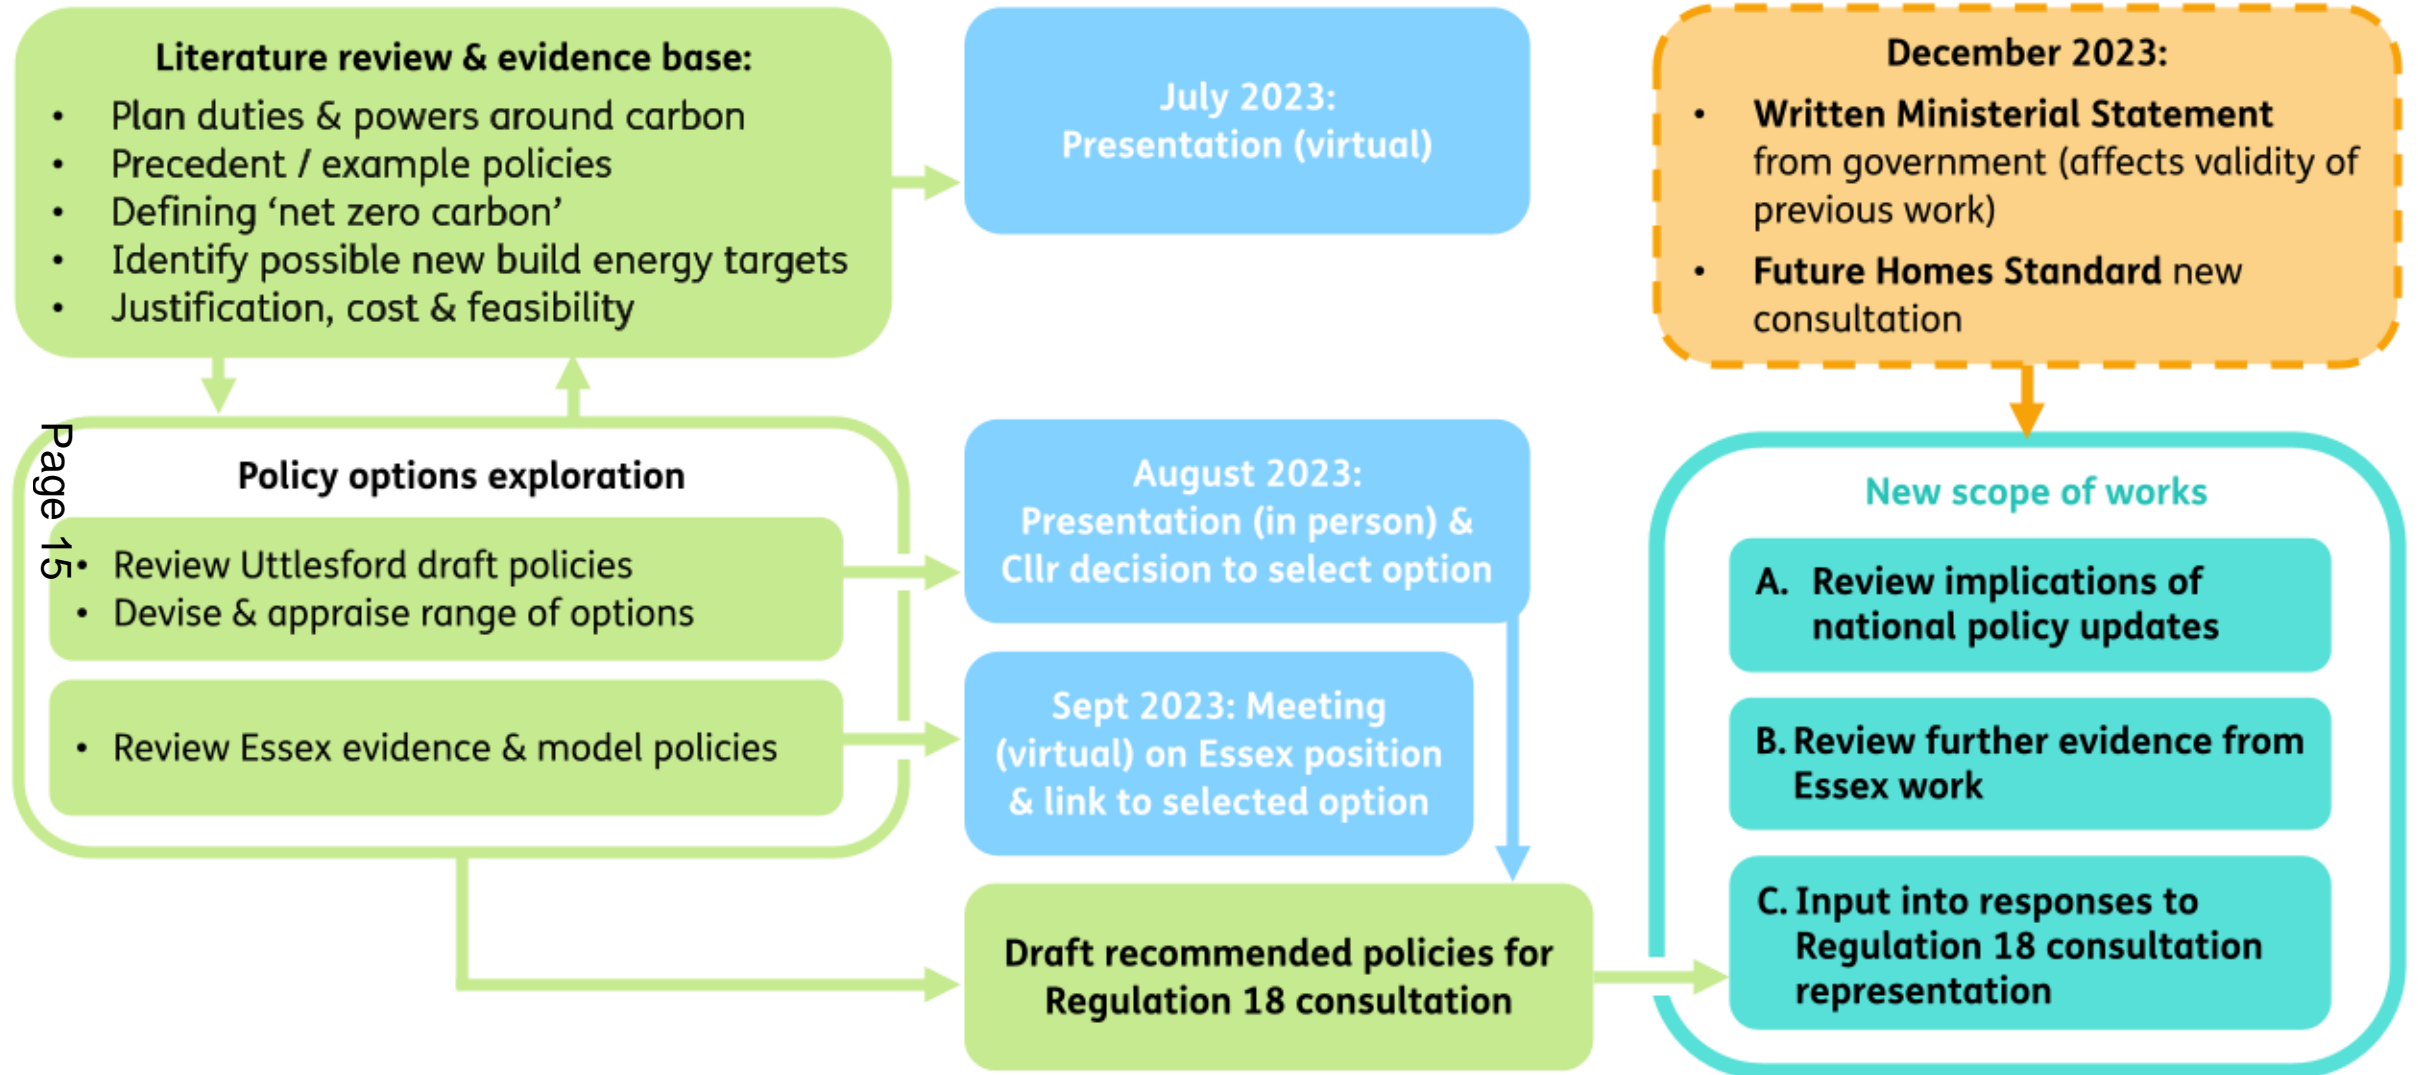 Literature review & evidence base:
• Plan duties & powers around carbon
• Precedent / example policies
• Defining ‘net zero carbon’
• Identify possible new build energy targets
• Justification, cost & feasibility
July 2023:
Presentation (virtual)
December 2023:
• Written Ministerial Statement
from government (affects validity of
previous work)
• Future Homes Standard new
consultation
Page 15
Policy options exploration
• Review Uttlesford draft policies
• Devise & appraise range of options
• Review Essex evidence & model policies
August 2023:
Presentation (in person) &
Cllr decision to select option
Sept 2023: Meeting
(virtual) on Essex position
& link to selected option
Draft recommended policies for
Regulation 18 consultation
New scope of works
A. Review implications of
national policy updates
B. Review further evidence from
Essex work
C. Input into responses to
Regulation 18 consultation
representation